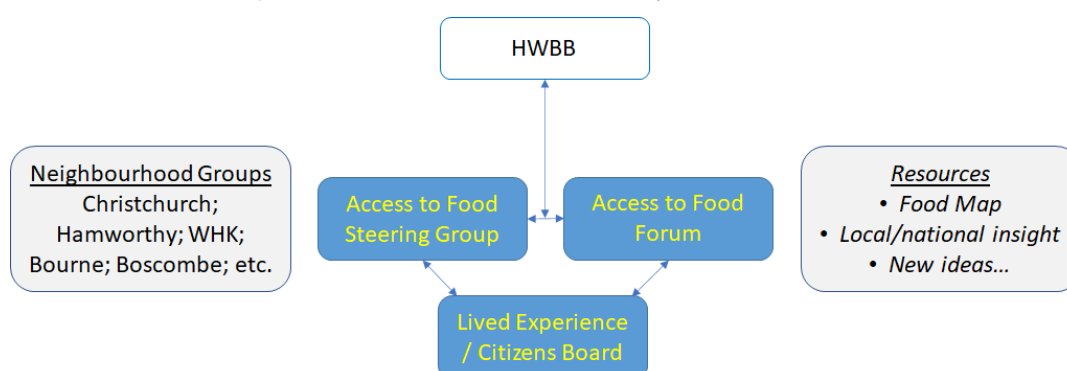 HWBB
Neighbourhood Groups
Christchurch;
Hamworthy; WHK;
Bourne; Boscombe; etc.
Access to Food
Steering Group
Access to Food
Forum
Resources
• Food Map
• Local/national insight
• New ideas...
Lived Experience
/ Citizens Board